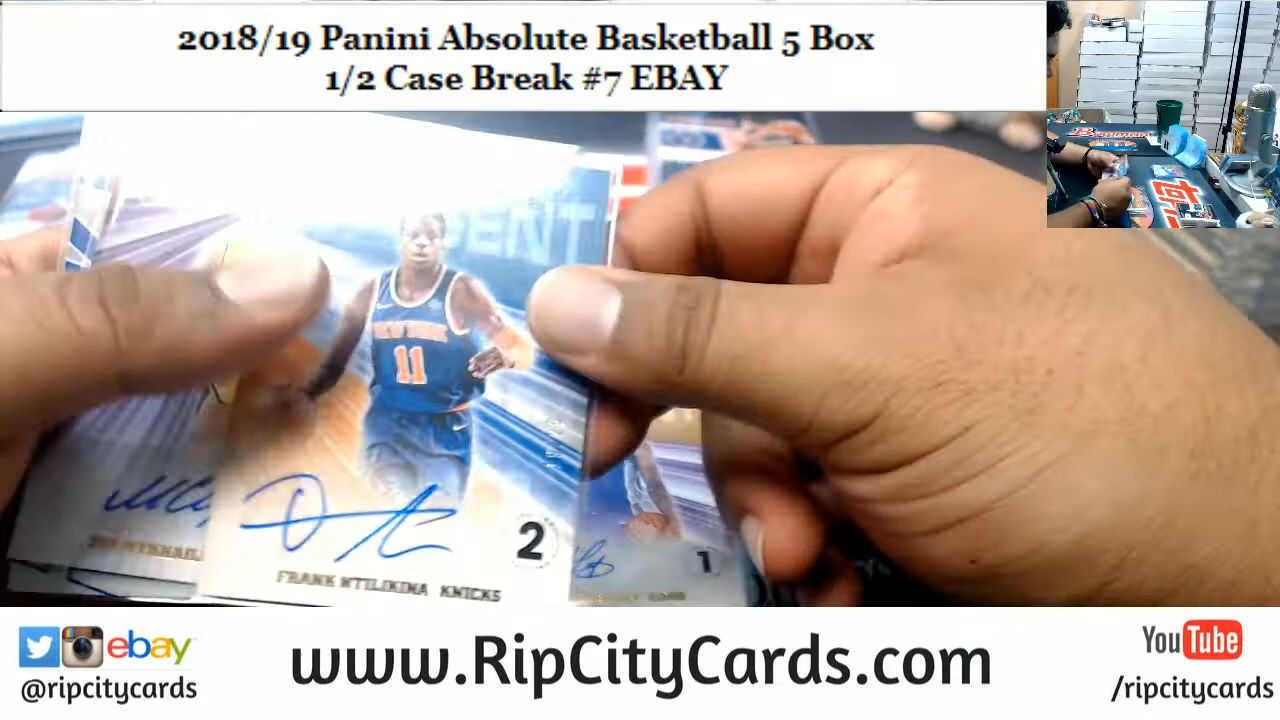 2018/19 Panini Absolute Basketball 5 Box
1/2 Case Break #7 EBAY
NEW YORK
11
2
FRANK NTILIKINA KNICKS
1
ebay
@ripcitycards
www.RipCityCards.com
YouTube
/ripcitycards